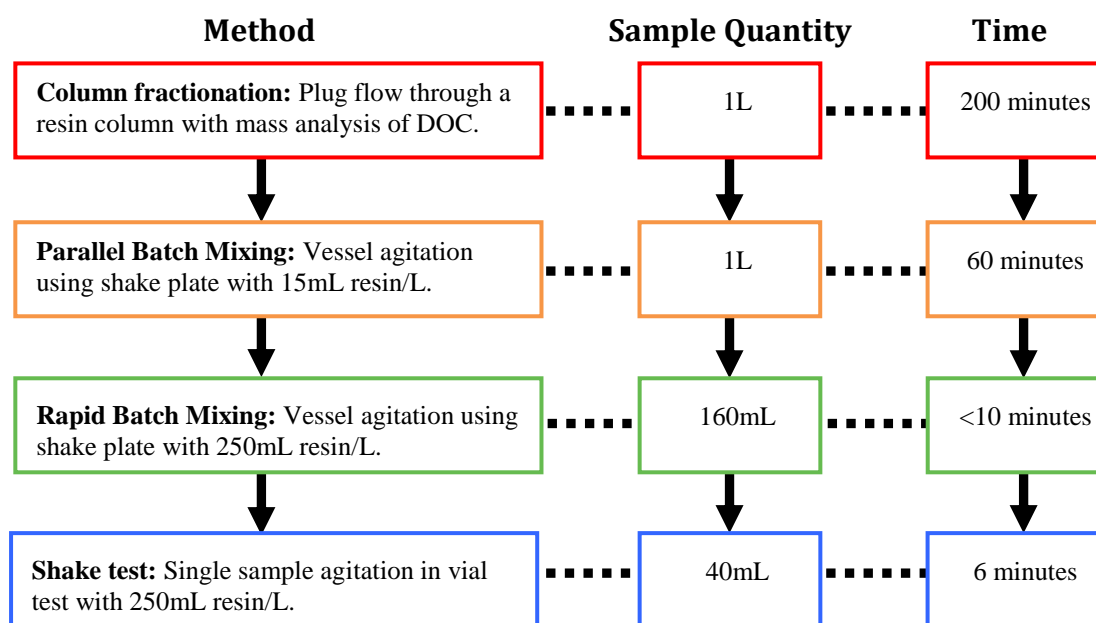 Method Sample Quantity Time
Column fractionation: Plug flow through a
resin column with mass analysis of DOC.
1L
200 minutes
Parallel Batch Mixing: Vessel agitation
using shake plate with 15mL resin/L.
1L
60 minutes
Rapid Batch Mixing: Vessel agitation using
shake plate with 250mL resin/L.
160mL
<10 minutes
Shake test: Single sample agitation in vial
test with 250mL resin/L.
40mL
6 minutes